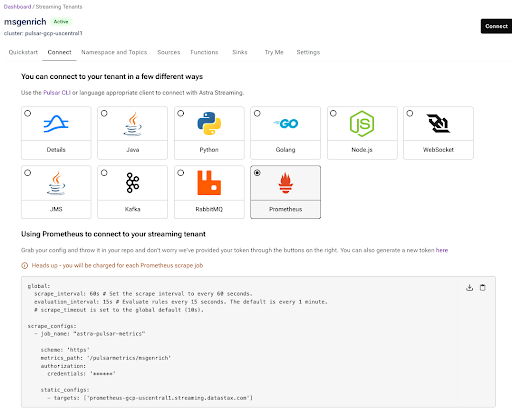 Dashboard / Streaming Tenants
msgenrich Active
cluster: pulsar-gcp-uscentral1
Connect
Quickstart Connect Namespace and Topics Sources Functions Sinks Try Me Settings
You can connect to your tenant in a few different ways
Use the Pulsar CLI or language appropriate client to connect with Astra Streaming.
Details Java Python GO Golang Node.js WebSocket
JMS Kafka RabbitMQ Prometheus
Using Prometheus to connect to your streaming tenant
Grab your config and throw it in your repo and don't worry we've provided your token through the buttons on the right. You can also generate a new token here
Heads up - you will be charged for each Prometheus scrape job
global:
scrape_interval: 60s # Set the scrape interval to every 60 seconds.
evaluation_interval: 15s # Evaluate rules every 15 seconds. The default is every 1 minute.
# scrape_timeout is set to the global default (10s).
scrape_configs:
- job_name: "astra-pulsar-metrics"
scheme: 'https'
metrics_path: '/pulsarmetrics/msgenrich'
authorization:
credentials: '******'
static_configs:
- targets: ['prometheus-gcp-uscentral1.streaming.datastax.com']